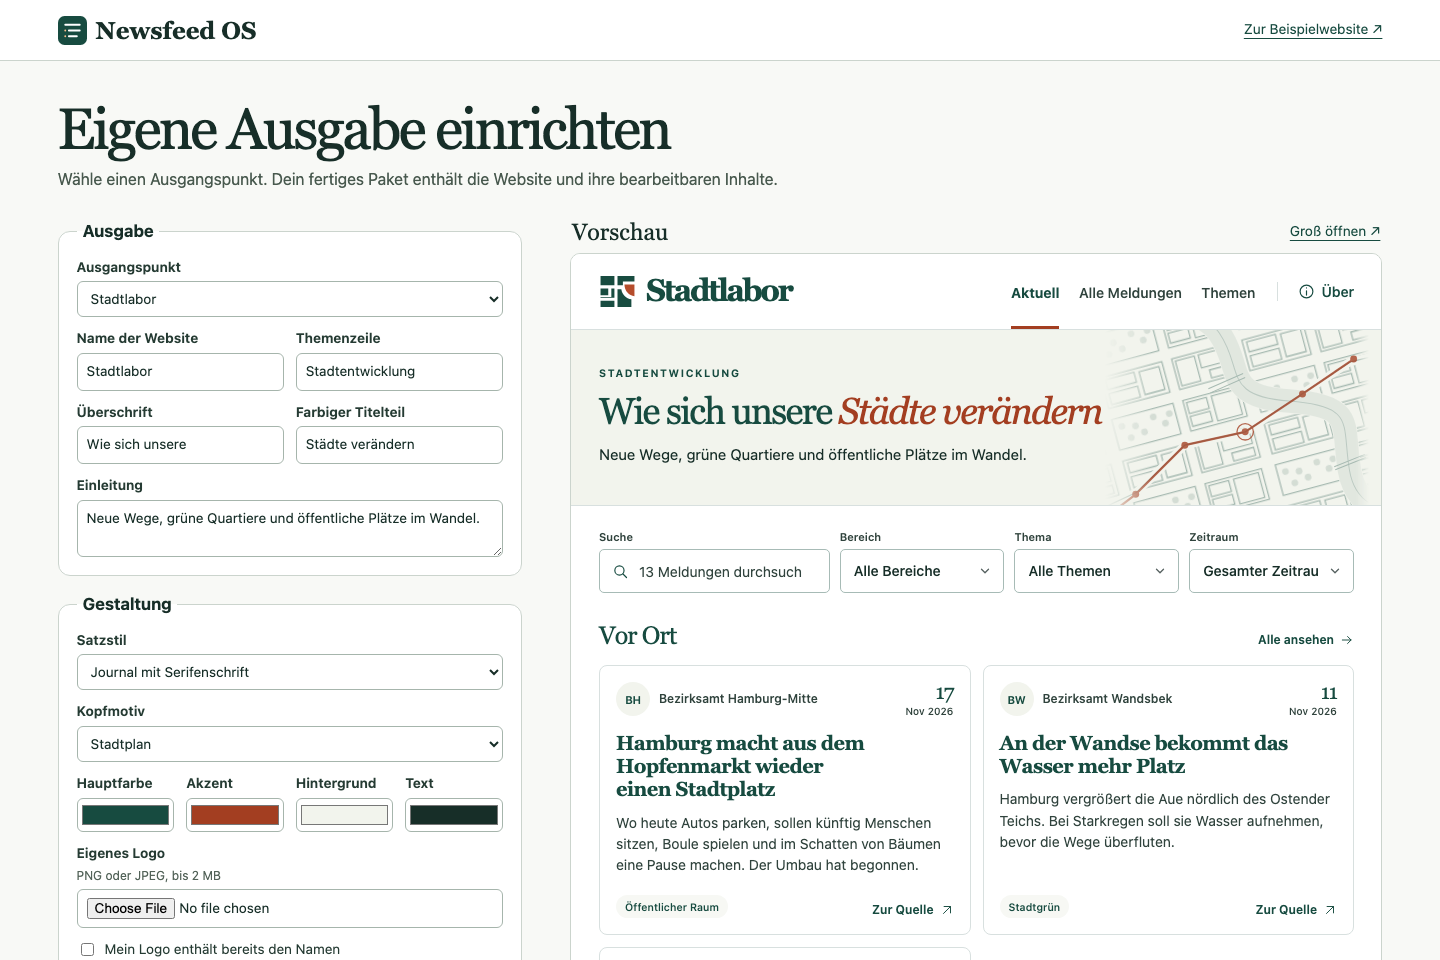 Newsfeed OS
Zur Beispielwebsite ↗
Eigene Ausgabe einrichten
Wähle einen Ausgangspunkt. Dein fertiges Paket enthält die Website und ihre bearbeitbaren Inhalte.
Ausgabe
Ausgangspunkt
Stadtlabor
Name der Website
Themenzeile
Stadtlabor
Stadtentwicklung
Überschrift
Farbiger Titelteil
Wie sich unsere
Städte verändern
Einleitung
Neue Wege, grüne Quartiere und öffentliche Plätze im Wandel.
Gestaltung
Satzstil
Journal mit Serifenschrift
Kopfmotiv
Stadtplan
Hauptfarbe
Akzent
Hintergrund
Text
Eigenes Logo
PNG oder JPEG, bis 2 MB
Choose File No file chosen
Mein Logo enthält bereits den Namen
Vorschau
Groß öffnen ↗
Stadtlabor
Aktuell
Alle Meldungen
Themen
Über
STADTENTWICKLUNG
Wie sich unsere Städte verändern
Neue Wege, grüne Quartiere und öffentliche Plätze im Wandel.
Suche
Bereich
Thema
Zeitraum
13 Meldungen durchsuch
Alle Bereiche
Alle Themen
Gesamter Zeitrau
Vor Ort
Alle ansehen →
BH
Bezirksamt Hamburg-Mitte
17
Nov 2026
Hamburg macht aus dem
Hopfenmarkt wieder
einen Stadtplatz
Wo heute Autos parken, sollen künftig Menschen
sitzen, Boule spielen und im Schatten von Bäumen
eine Pause machen. Der Umbau hat begonnen.
Öffentlicher Raum
Zur Quelle ↗
BW
Bezirksamt Wandsbek
11
Nov 2026
An der Wandse bekommt das
Wasser mehr Platz
Hamburg vergrößert die Aue nördlich des Ostender
Teichs. Bei Starkregen soll sie Wasser aufnehmen,
bevor die Wege überfluten.
Stadtgrün
Zur Quelle ↗